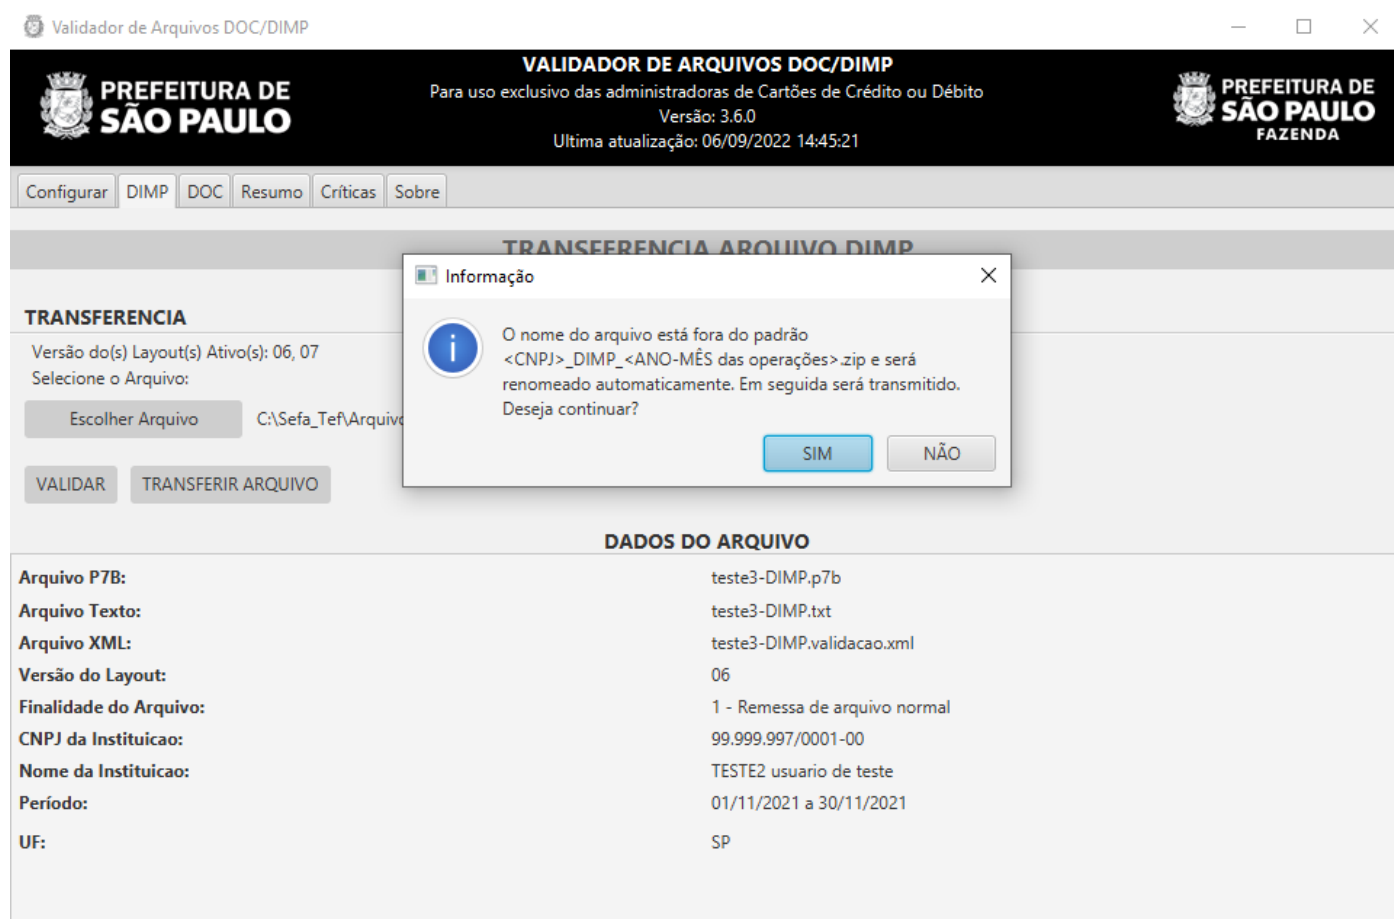 Validador de Arquivos DOC/DIMP
PREFEITURA DE
SÃO PAULO
VALIDADOR DE ARQUIVOS DOC/DIMP
Para uso exclusivo das administradoras de Cartões de Crédito ou Débito
Versão: 3.6.0
Ultima atualização: 06/09/2022 14:45:21
PREFEITURA DE
SÃO PAULO
FAZENDA
Configurar DIMP DOC Resumo Críticas Sobre
TRANSFERENCIA ARQUIVO DIMP
Informação
O nome do arquivo está fora do padrão
<CNPJ>_DIMP_<ANO-MÊS das operações>.zip e será
renomeado automaticamente. Em seguida será transmitido.
Deseja continuar?
SIM NÃO
TRANSFERENCIA
Versão do(s) Layout(s) Ativo(s): 06, 07
Selecione o Arquivo:
Escolher Arquivo C:\Sefa_Tef\Arquivo
VALIDAR TRANSFERIR ARQUIVO
DADOS DO ARQUIVO
Arquivo P7B: teste3-DIMP.p7b
Arquivo Texto: teste3-DIMP.txt
Arquivo XML: teste3-DIMP.validacao.xml
Versão do Layout: 06
Finalidade do Arquivo: 1 - Remessa de arquivo normal
CNPJ da Instituicao: 99.999.997/0001-00
Nome da Instituicao: TESTE2 usuario de teste
Período: 01/11/2021 a 30/11/2021
UF: SP